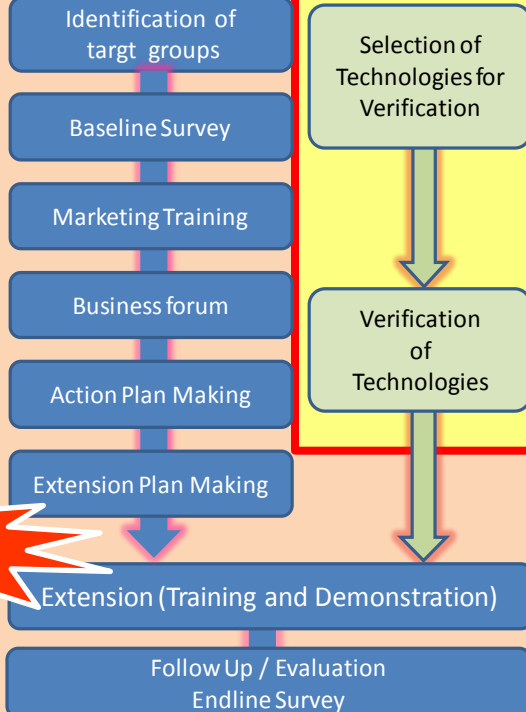 Identification of
targt groups
Baseline Survey
Marketing Training
Business forum
Action Plan Making
Extension Plan Making
Selection of
Technologies for
Verification
Verification
of
Technologies
Extension (Training and Demonstration)
Follow Up / Evaluation
Endline Survey